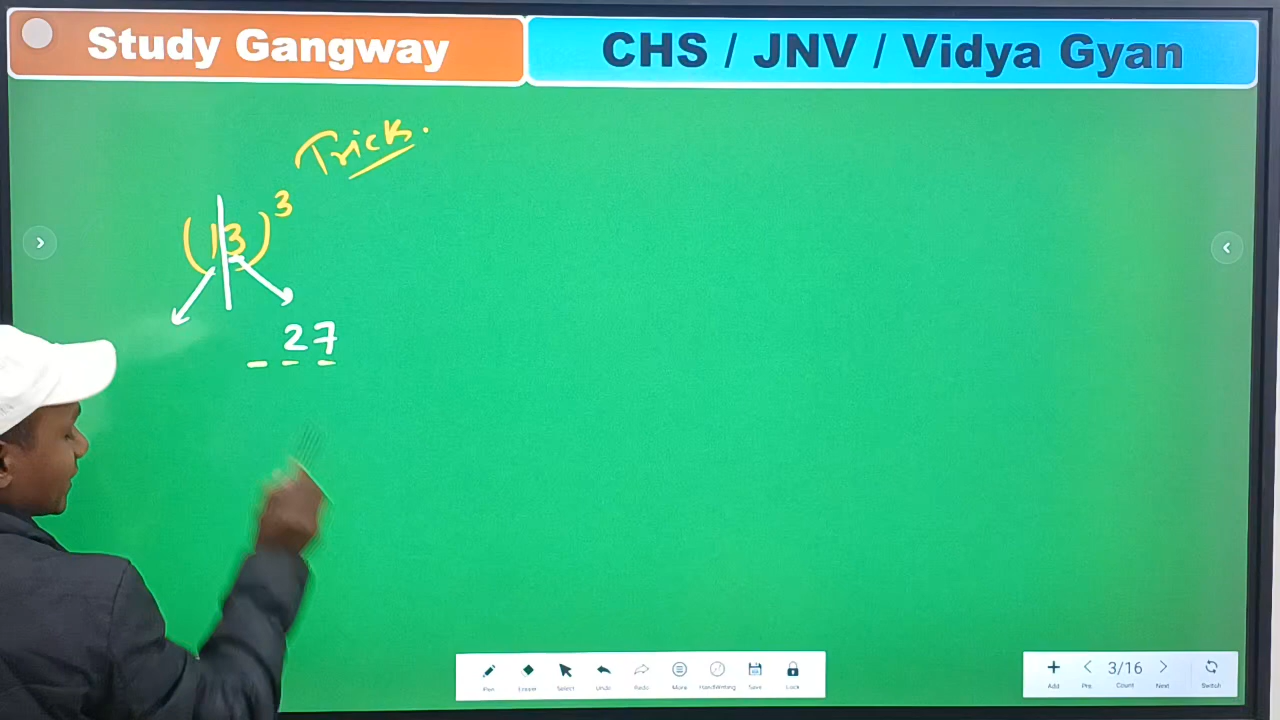 Study Gangway
CHS / JNV / Vidya Gyan
Trick.
(13)³
_ 27
Pen Eraser Select Undo Redo More HandWriting Save Lock
3/16
Add Pre Count Next Switch